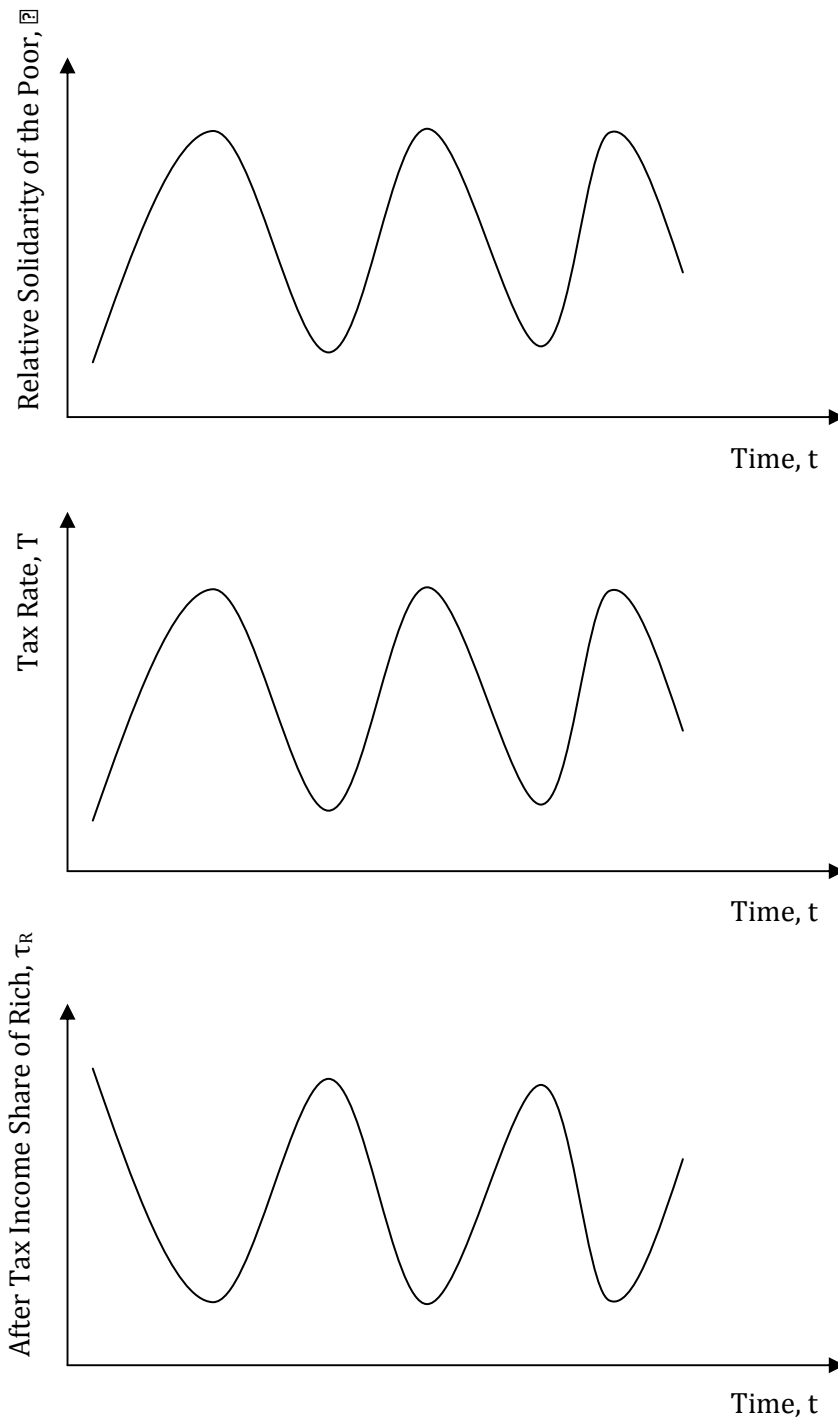 Relative Solidarity of the Poor,
Time, t
Tax Rate, T
Time, t
After Tax Income Share of Rich, τR
Time, t